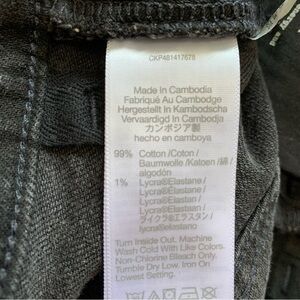 CKP481417678
Made In Cambodia
Fabriqué Au Cambodge
Hergestellt In Kambodscha
Vervaardigd In Cambodja
カンボジア製
hecho en camboya
99% Cotton /Coton /
Baumwolle /Katoen / 綿 /
algodón
1% Lycra®Elastane/
Lycra®Élastane /
Lycra®Elastan /
Lycra®Elastaan /
ライクラ®エラスタン /
lycra®elastano
Turn Inside Out. Machine
Wash Cold With Like Colors.
Non-Chlorine Bleach Only.
Tumble Dry Low. Iron On
Lowest Setting.